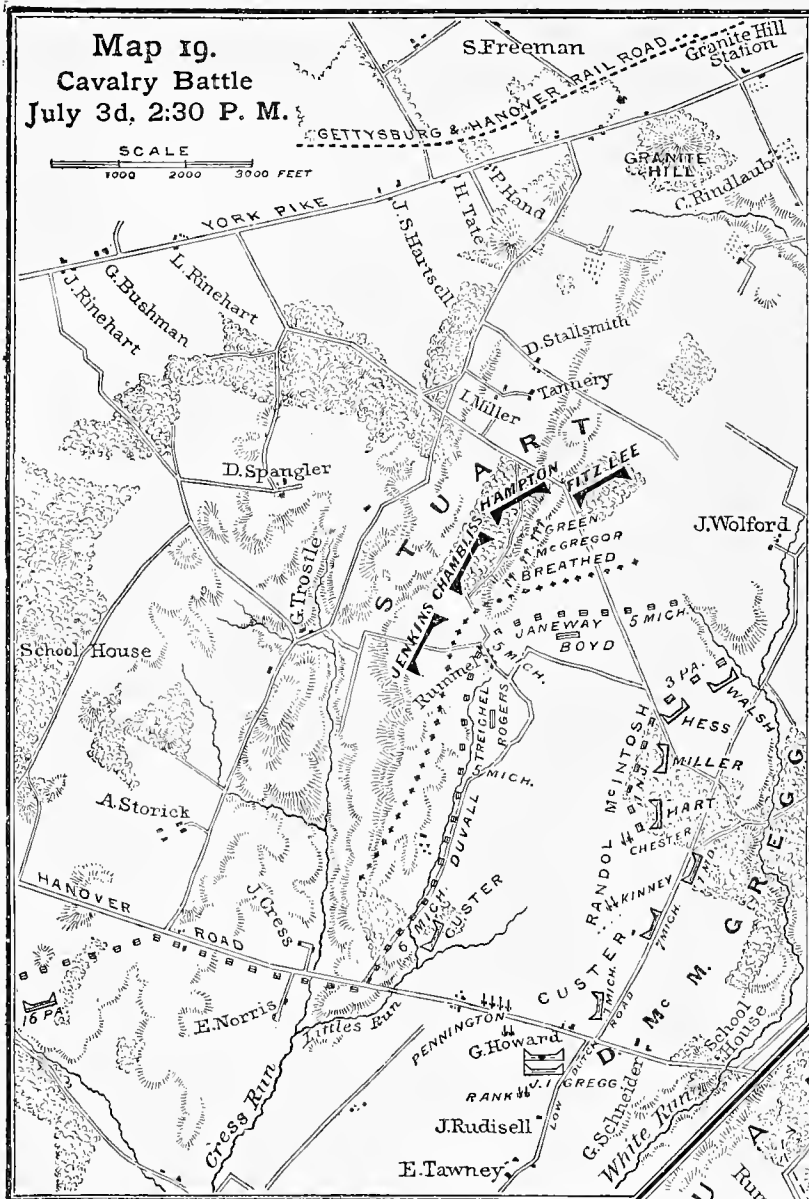 Map 19.
Cavalry Battle
July 3d, 2:30 P. M.
SCALE
1000 2000 3000 FEET
S. Freeman
Granite Hill
Station
GETTYSBURG & HANOVER RAIL ROAD
GRANITE
HILL
C. Rindlaub
P. Hand
H. Tate
J. S. Hartsell
YORK PIKE
L. Rinehart
G. Bushman
J. Rinehart
D. Stallsmith
Tannery
I. Miller
STUART
D. Spangler
HAMPTON
FITZ LEE
CHAMBLISS
JENKINS
GREEN
McGREGOR
BREATHED
J. Wolford
G. Trostle
JANEWAY
5 MICH.
BOYD
School House
5 MICH.
Rummel
3 PA.
WALSH
HESS
MILLER
STREICHEL
ROGERS
5 MICH.
McINTOSH
1 N.J.
HART
CHESTER
RANDOL
A. Storick
DUVALL
KINNEY
1 MD.
HANOVER ROAD
J. Cress
6 MICH.
CUSTER
7 MICH.
CUSTER
1 MICH.
D. McM. GREGG
16 PA.
E. Norris
Littles Run
PENNINGTON
G. Howard
LOW DUTCH ROAD
School
House
J. I. GREGG
RANK
G. Schneider
White Run
Cress Run
J. Rudisell
E. Tawney
A
U
Run